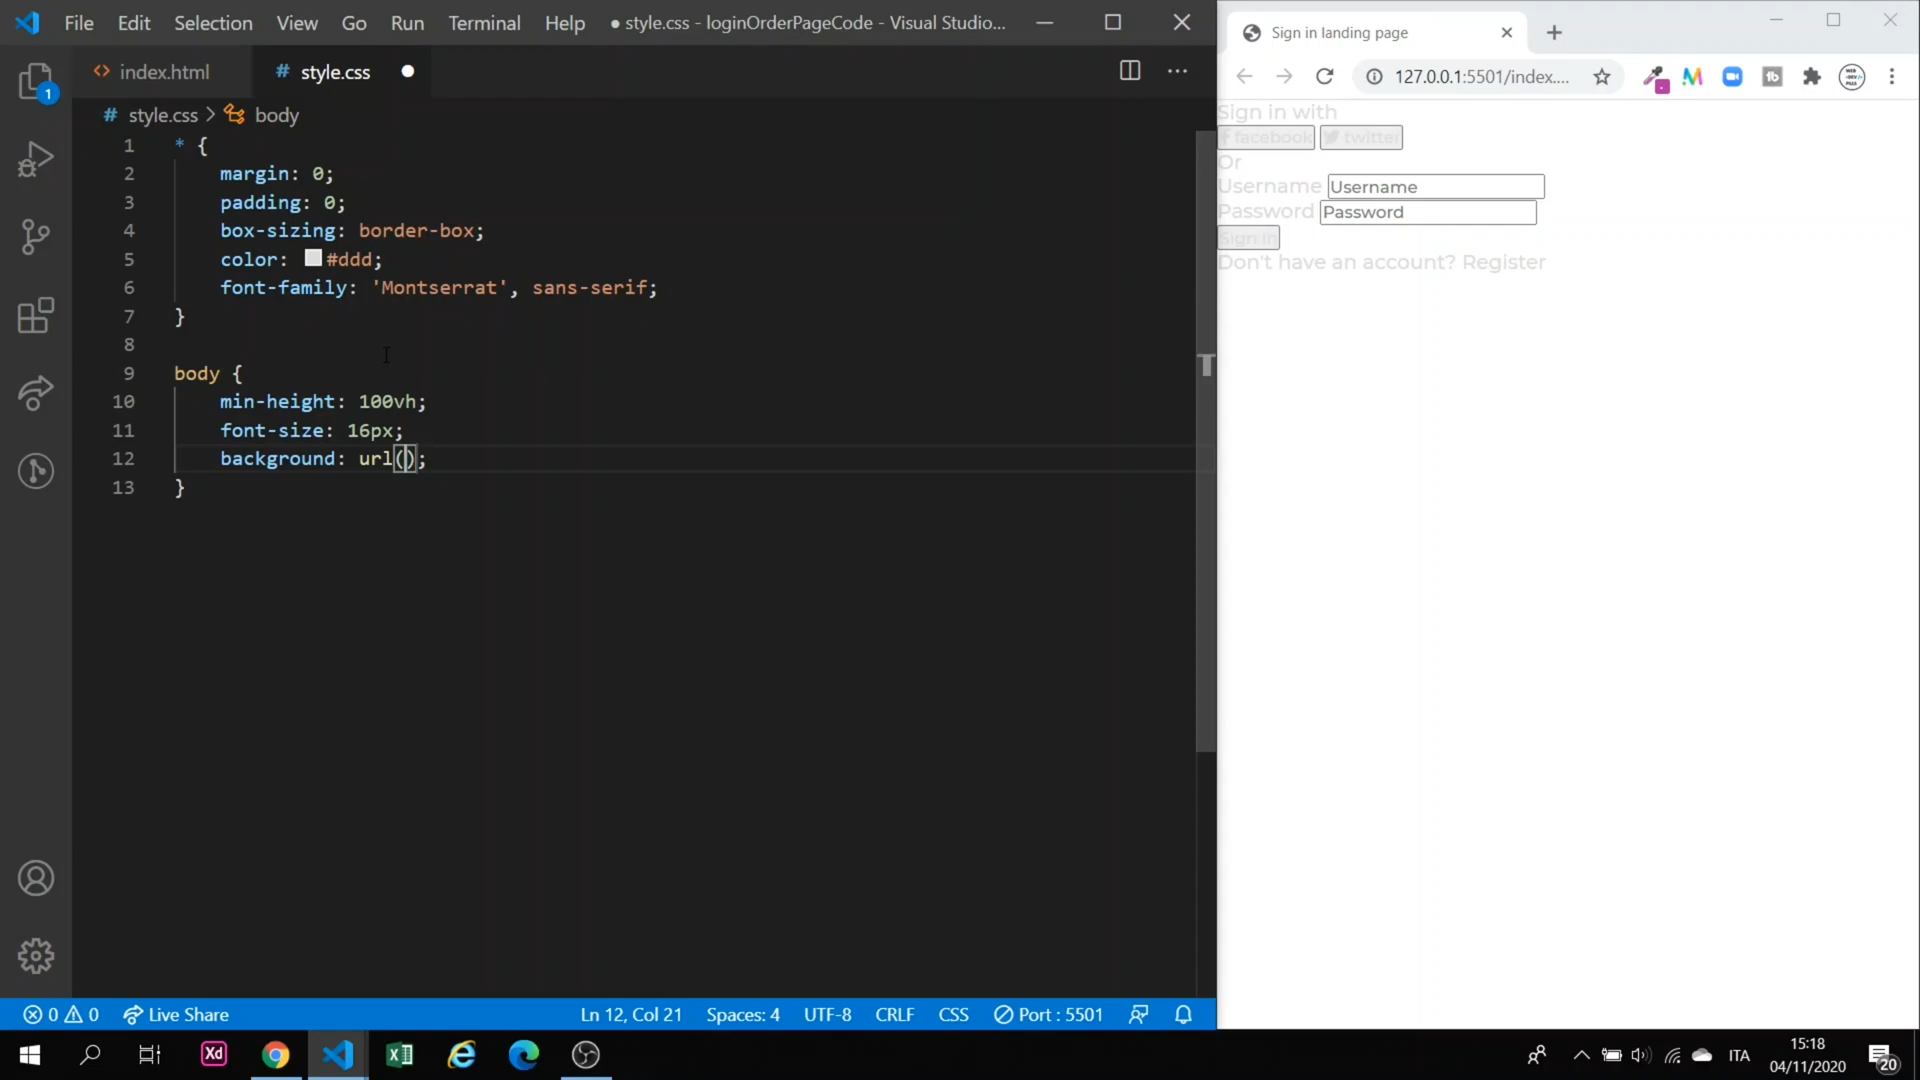 File Edit Selection View Go Run Terminal Help ● style.css - loginOrderPageCode - Visual Studio...
index.html # style.css ●
# style.css > body
1 * {
2 margin: 0;
3 padding: 0;
4 box-sizing: border-box;
5 color: #ddd;
6 font-family: 'Montserrat', sans-serif;
7 }
8
9 body {
10 min-height: 100vh;
11 font-size: 16px;
12 background: url();
13 }
1
0 0 Live Share Ln 12, Col 21 Spaces: 4 UTF-8 CRLF CSS Port : 5501
Sign in landing page
127.0.0.1:5501/index....
Sign in with
facebook twitter
Or
Username Username
Password Password
Sign in
Don't have an account? Register
Xd ITA 15:18
04/11/2020 20